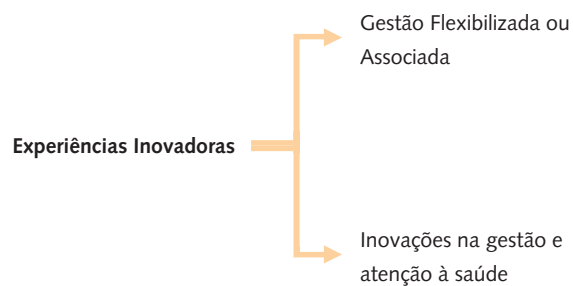 Gestão Flexibilizada ou
Associada
Experiências Inovadoras
Inovações na gestão e
atenção à saúde